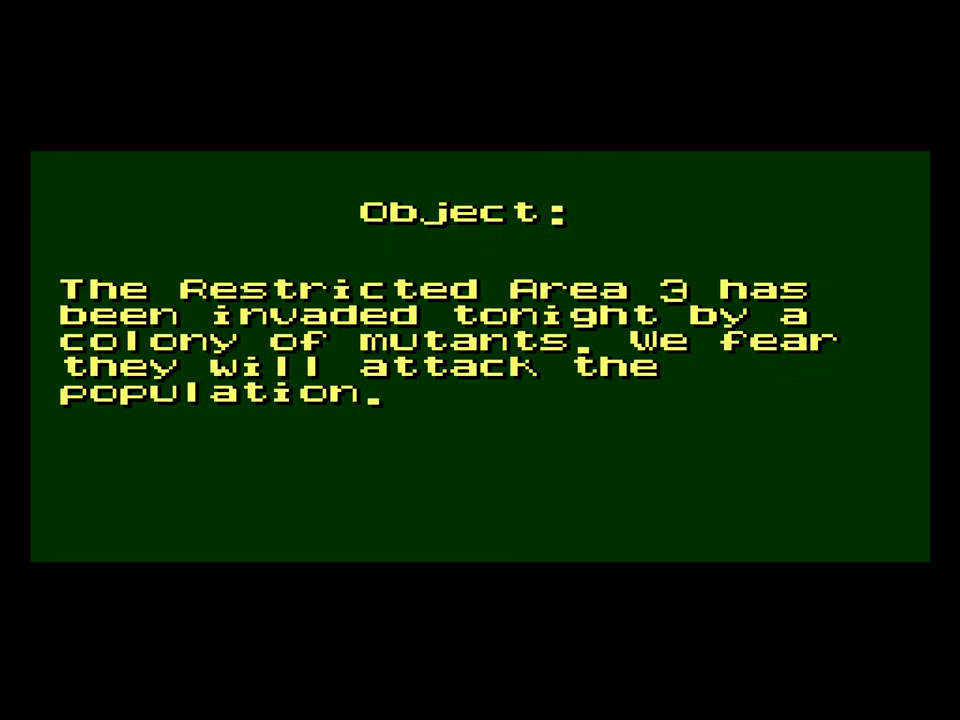 Object:
The Restricted Area 3 has
been invaded tonight by a
colony of mutants. We fear
they will attack the
population.